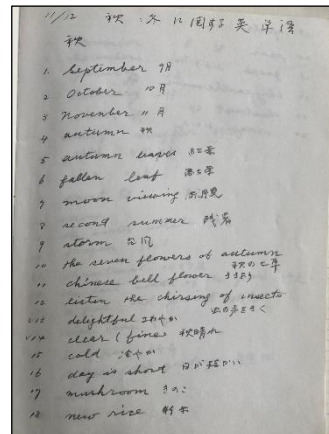 11/12 秋・冬に関する英単語
秋
1. September 9月
2 October 10月
3 November 11月
4 autumn 秋
5 autumn leaves 紅葉
6 fallen leaf 落葉
7 moon viewing お月見
8 second summer 残暑
9 storm 台風
10 the seven flowers of autumn
秋の七草
11 chinese bell flower ききょう
12 listen the chirsing of insects
虫の声をきく
13 delightful さわやか
14 clear (fine) 秋晴れ
15 cold 冷やか
16 day is short 日が短かい
17 mushroom きのこ
18 new rice 新米